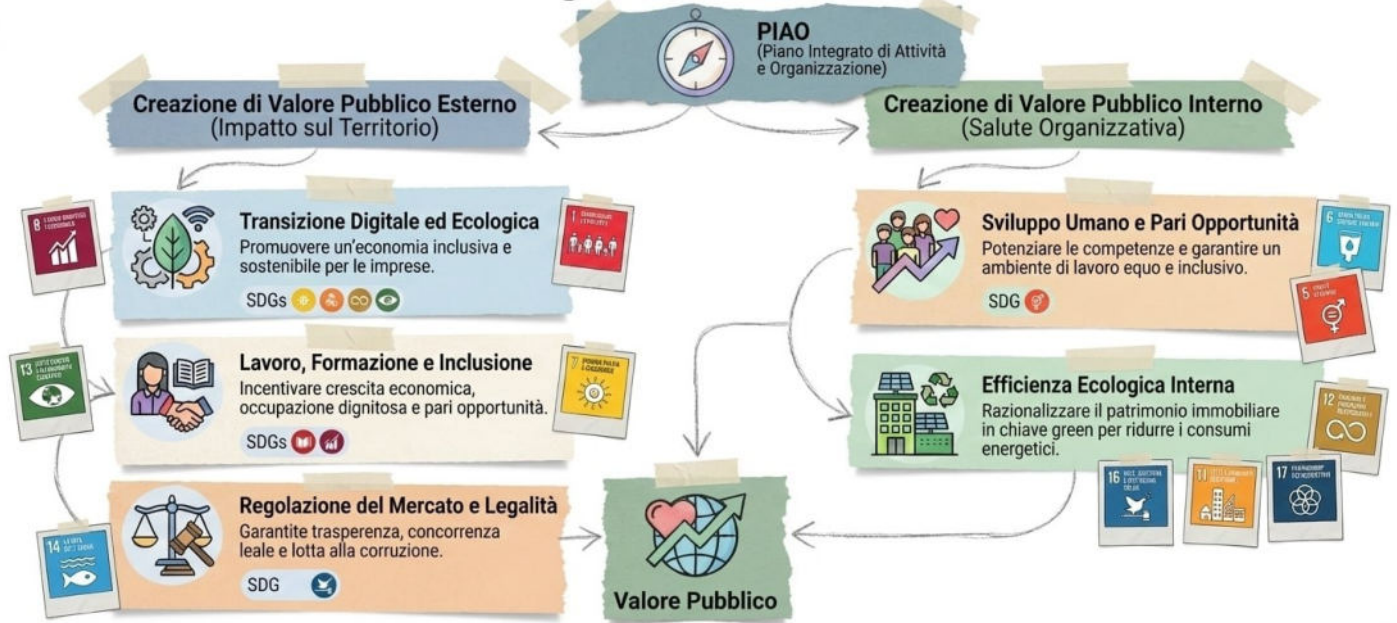 PIAO
(Piano Integrato di Attività
e Organizzazione)
Creazione di Valore Pubblico Esterno
(Impatto sul Territorio)
Creazione di Valore Pubblico Interno
(Salute Organizzativa)
8
1
Transizione Digitale ed Ecologica
Promuovere un'economia inclusiva e
sostenibile per le imprese.
SDGs
13
7
Lavoro, Formazione e Inclusione
Incentivare crescita economica,
occupazione dignitosa e pari opportunità.
SDGs
14
Regolazione del Mercato e Legalità
Garantite trasperenza, concorrenza
leale e lotta alla corruzione.
SDG
6
5
Sviluppo Umano e Pari Opportunità
Potenziare le competenze e garantire un
ambiente di lavoro equo e inclusivo.
SDG
12
Efficienza Ecologica Interna
Razionalizzare il patrimonio immobiliare
in chiave green per ridurre i consumi
energetici.
16
11
17
Valore Pubblico